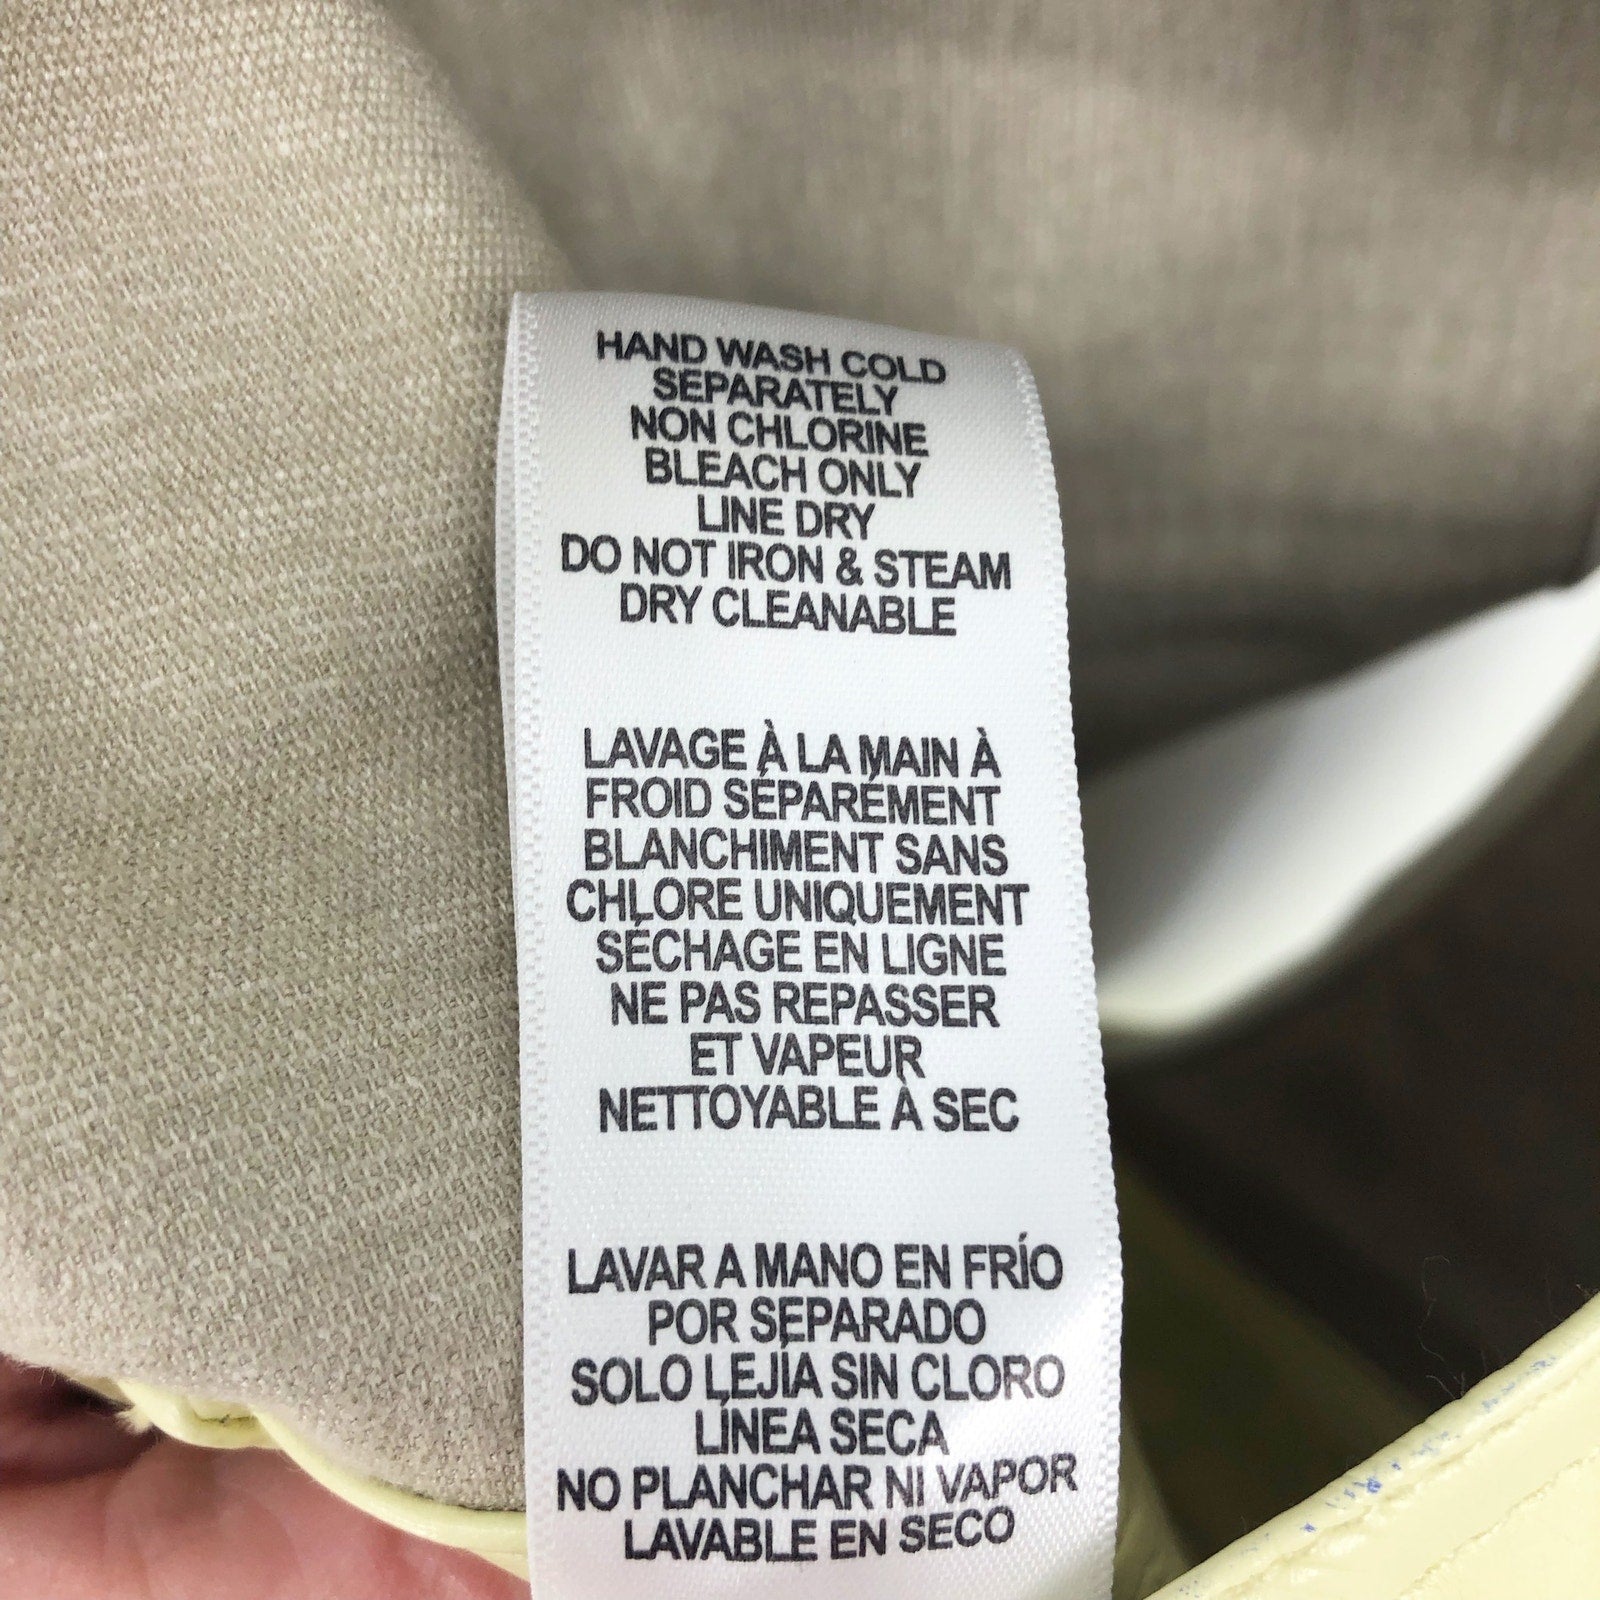 HAND WASH COLD
SEPARATELY
NON CHLORINE
BLEACH ONLY
LINE DRY
DO NOT IRON & STEAM
DRY CLEANABLE
LAVAGE À LA MAIN À
FROID SÉPARÉMENT
BLANCHIMENT SANS
CHLORE UNIQUEMENT
SÉCHAGE EN LIGNE
NE PAS REPASSER
ET VAPEUR
NETTOYABLE À SEC
LAVAR A MANO EN FRÍO
POR SEPARADO
SOLO LEJÍA SIN CLORO
LÍNEA SECA
NO PLANCHAR NI VAPOR
LAVABLE EN SECO